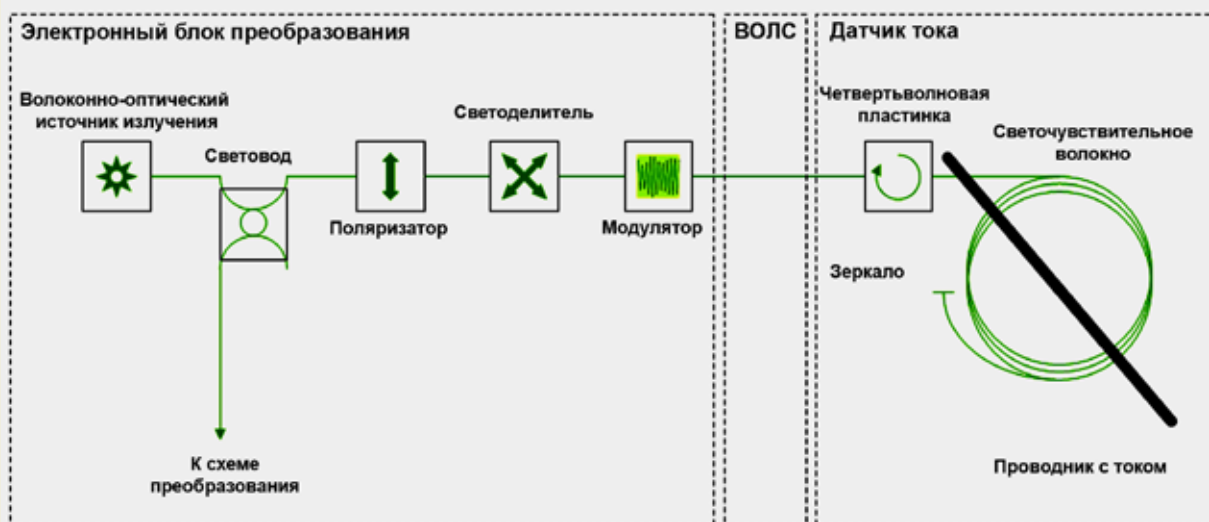 Электронный блок преобразования
ВОЛС
Датчик тока
Волоконно-оптический
источник излучения
Световод
Поляризатор
Светоделитель
Модулятор
Четвертьволновая
пластинка
Светочувствительное
волокно
Зеркало
К схеме
преобразования
Проводник с током